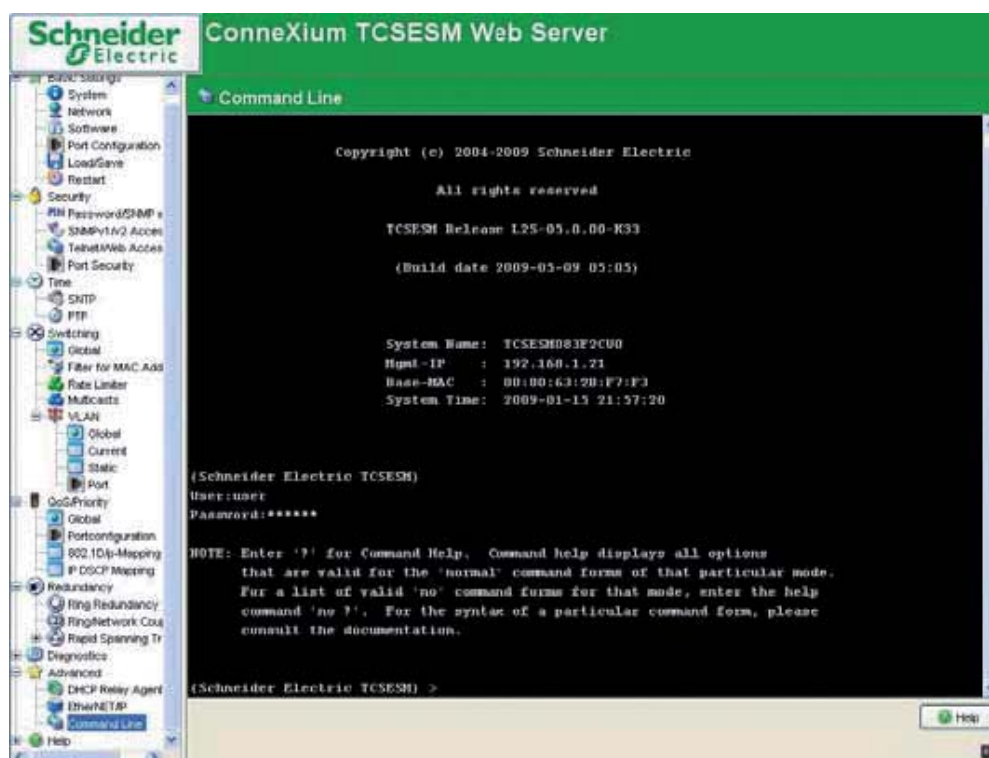 Schneider
Electric
ConneXium TCSESM Web Server
Basic Settings
System
Network
Software
Port Configuration
Load/Save
Restart
Security
Password/SNMP
SNMPv1/v2 Acces
Telnet/Web Acces
Port Security
Time
SNTP
PTP
Switching
Global
Filter for MAC Add
Rate Limiter
Multicasts
VLAN
Global
Current
Static
Port
QoS/Priority
Global
Portconfiguration
802.1D/p-Mapping
IP DSCP Mapping
Redundancy
Ring Redundancy
Ring/Network Coup
Rapid Spanning Tr
Diagnostics
Advanced
DHCP Relay Agent
EtherNET/IP
Command Line
Help
Command Line
Copyright (c) 2004-2009 Schneider Electric
All rights reserved
TCSESM Release L2S-05.0.00-K33
(Build date 2009-05-09 05:05)
System Name: TCSESM083F2CU0
Mgmt-IP : 192.168.1.21
Base-MAC : 00:80:63:2B:F7:F3
System Time: 2009-01-15 21:57:20
(Schneider Electric TCSESM)
User:user
Password:******
NOTE: Enter '?' for Command Help. Command help displays all options
that are valid for the 'normal' command forms of that particular mode.
For a list of valid 'no' command forms for that mode, enter the help
command 'no ?'. For the syntax of a particular command form, please
consult the documentation.
(Schneider Electric TCSESM) >
Help